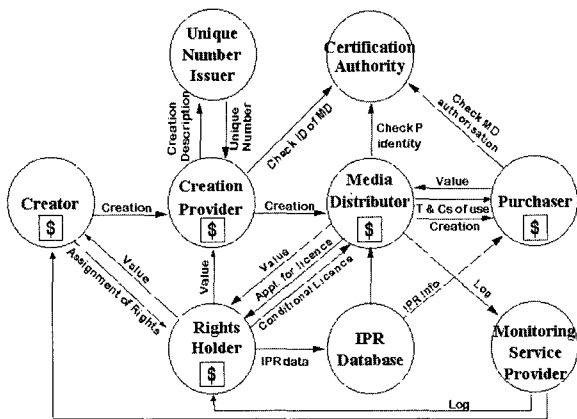 Unique
Number
Issuer
Certification
Authority
Creation
Description
Unique
Number
Check ID of MD
Check P
identity
Check MD
authorisation
Creator
$
Creation
Creation
Provider
$
Creation
Media
Distributor
$
Value
T & Cs of use
Creation
Purchaser
$
Value
Assignment of Rights
Value
Value
Appl. for licence
Conditional Licence
IPR Info
Log
Rights
Holder
$
IPR data
IPR
Database
Monitoring
Service
Provider
Log